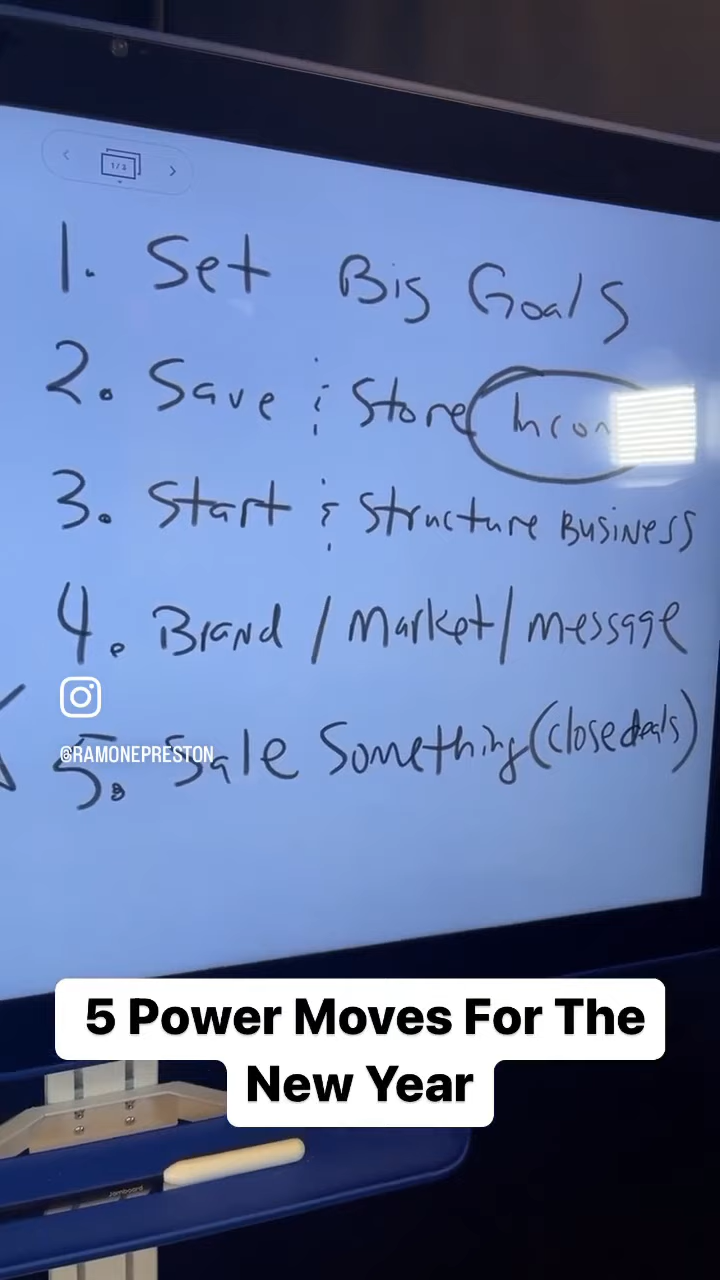 1/3
1. Set Big Goals
2. Save & Store
3. Start & Structure BUSINESS
4. Brand / Market / message
@RAMONEPRESTON
5. Sale Something (close deals)
5 Power Moves For The
New Year
Jamboard